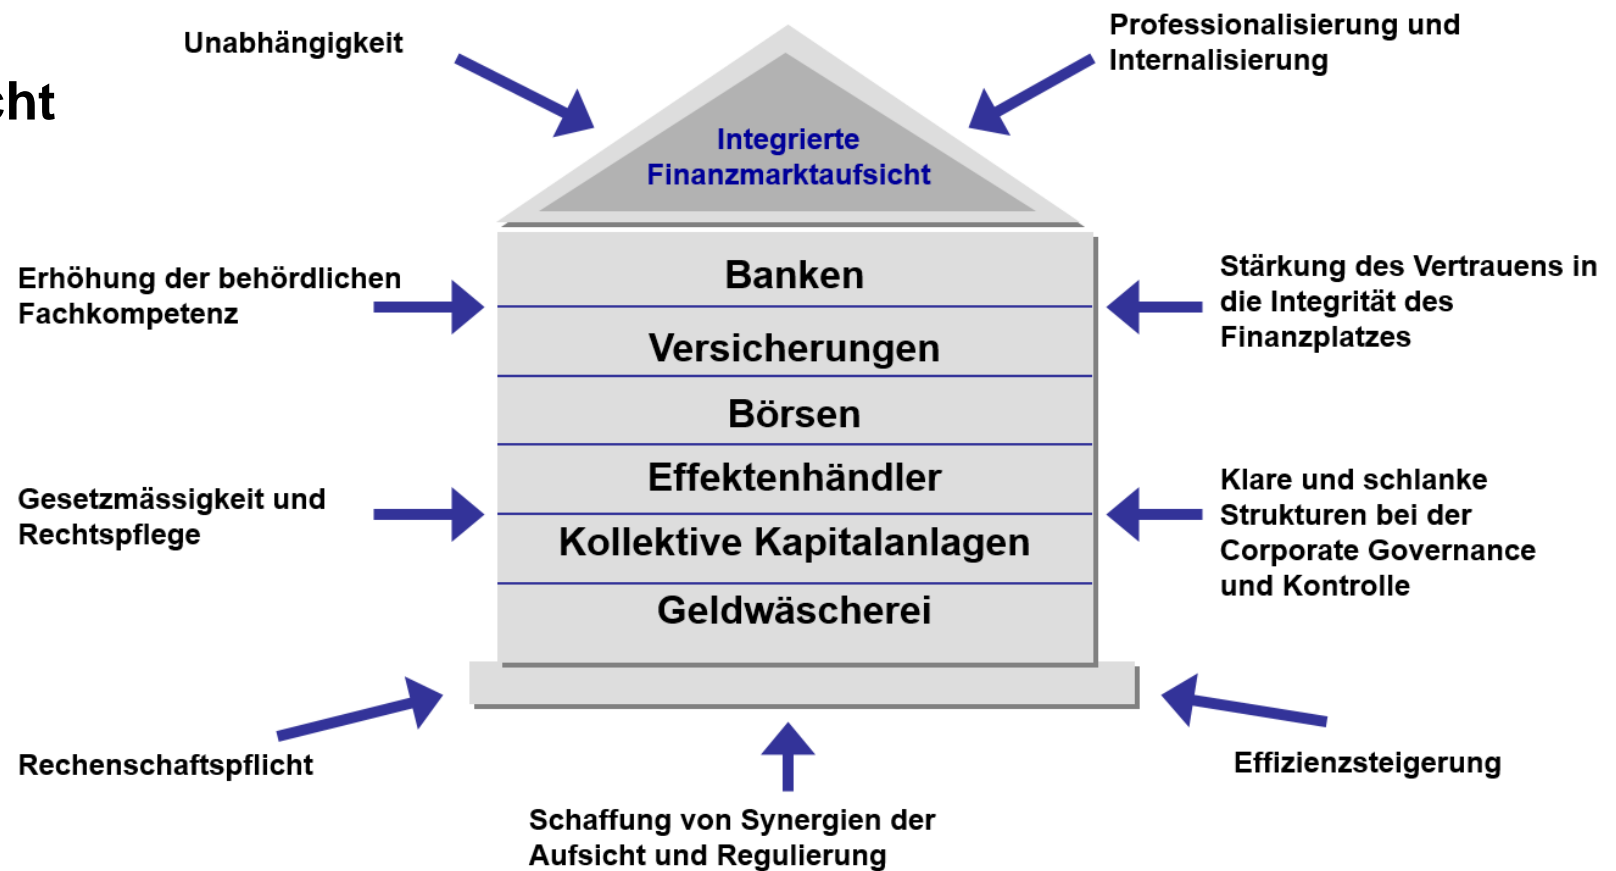 Unabhängigkeit
Professionalisierung und
Internalisierung
cht
Integrierte
Finanzmarktaufsicht
Erhöhung der behördlichen
Fachkompetenz
Banken
Versicherungen
Börsen
Effektenhändler
Kollektive Kapitalanlagen
Geldwäscherei
Stärkung des Vertrauens in
die Integrität des
Finanzplatzes
Gesetzmässigkeit und
Rechtspflege
Klare und schlanke
Strukturen bei der
Corporate Governance
und Kontrolle
Rechenschaftspflicht
Effizienzsteigerung
Schaffung von Synergien der
Aufsicht und Regulierung